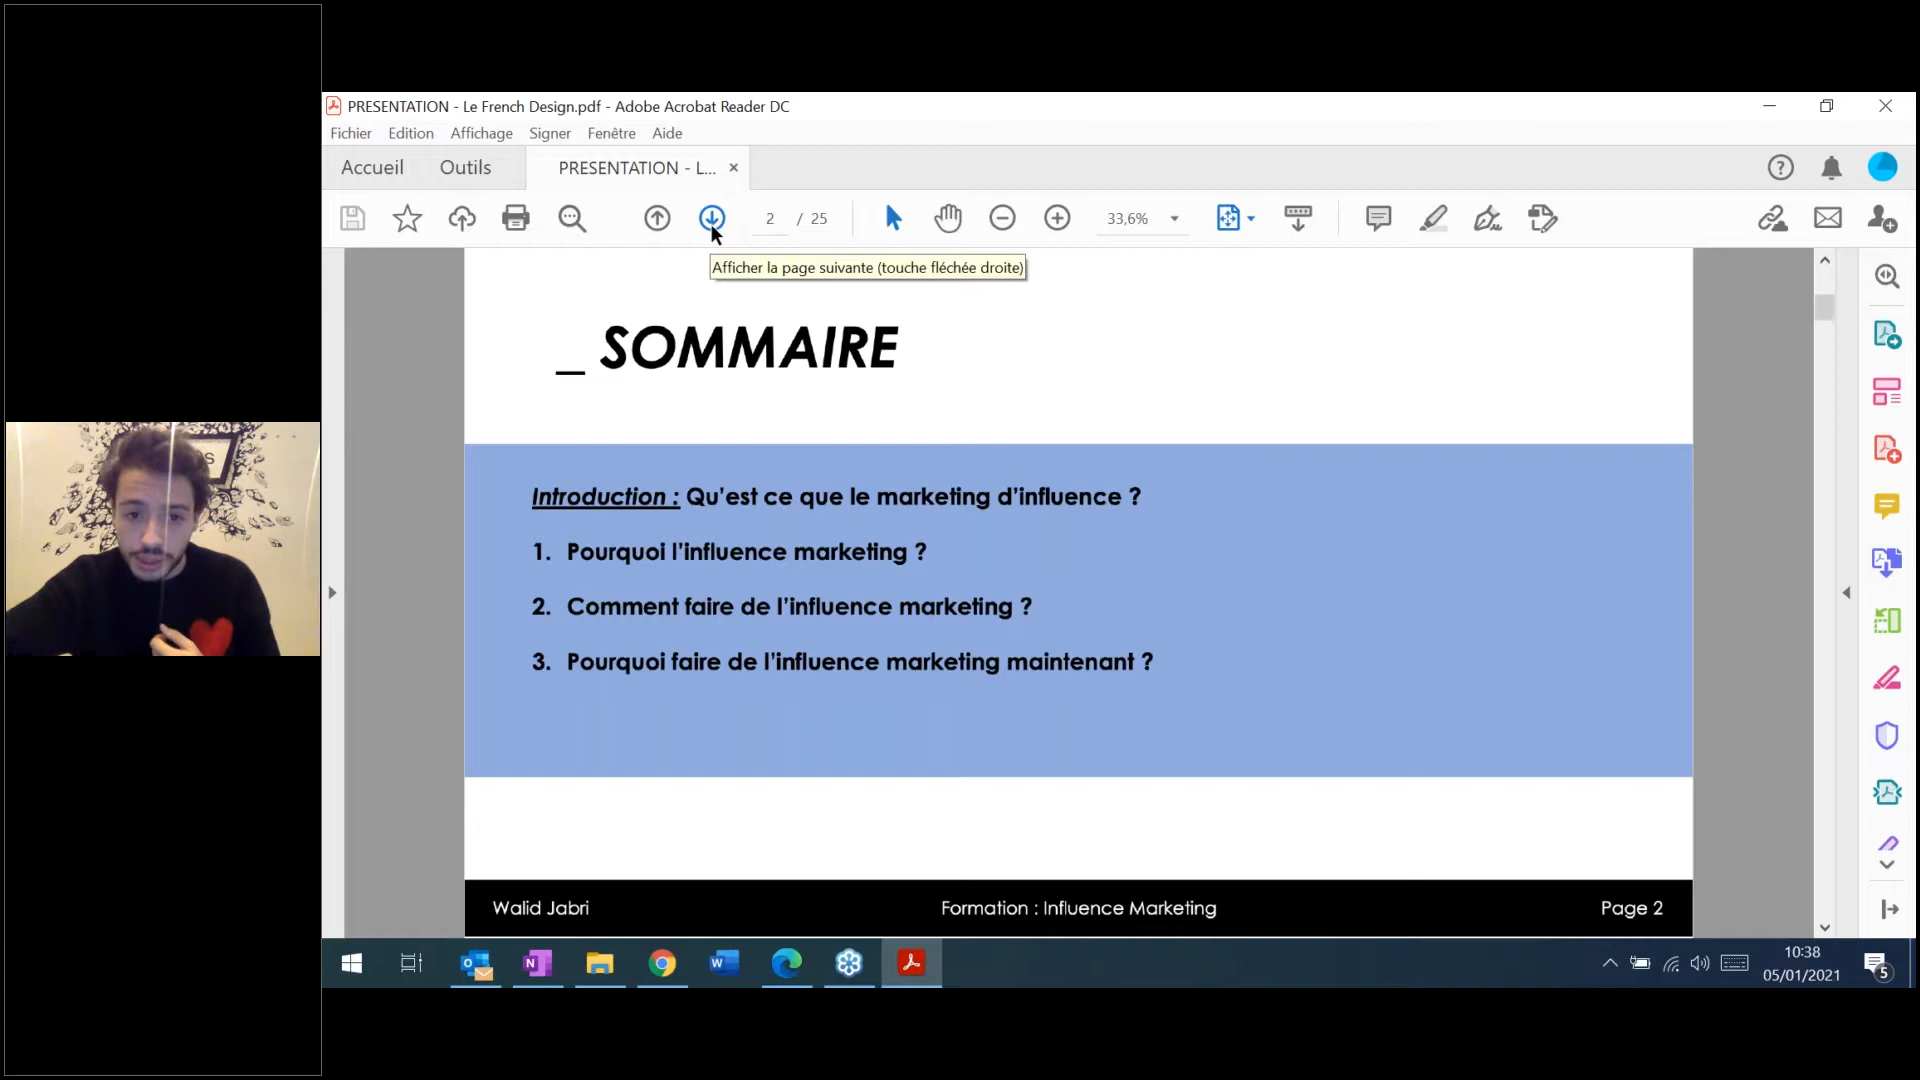 PRESENTATION - Le French Design.pdf - Adobe Acrobat Reader DC
Fichier Edition Affichage Signer Fenêtre Aide
Accueil Outils PRESENTATION - L... ×
2 / 25 33,6%
Afficher la page suivante (touche fléchée droite)
_ SOMMAIRE
Introduction : Qu'est ce que le marketing d'influence ?
1. Pourquoi l'influence marketing ?
2. Comment faire de l'influence marketing ?
3. Pourquoi faire de l'influence marketing maintenant ?
Walid Jabri Formation : Influence Marketing Page 2
10:38
05/01/2021
5